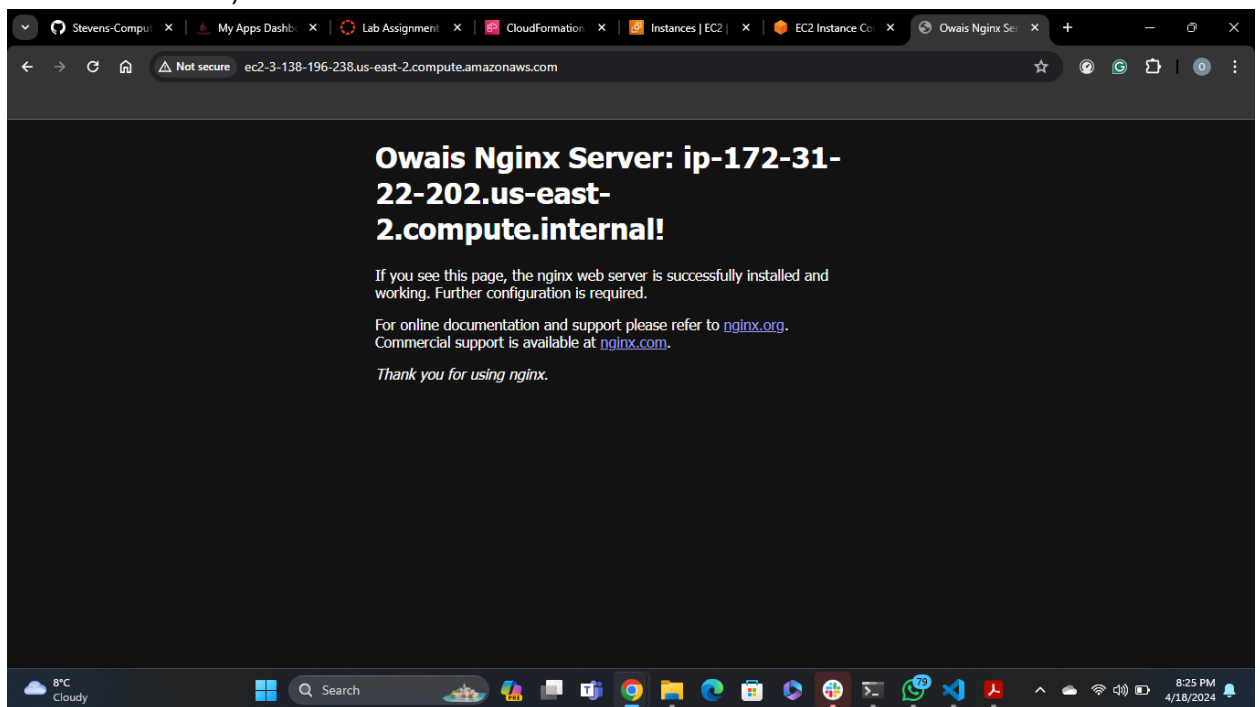 Stevens-Comput
My Apps Dashb
Lab Assignment
CloudFormation
Instances | EC2 |
EC2 Instance Co
Owais Nginx Ser
Not secure
ec2-3-138-196-238.us-east-2.compute.amazonaws.com
Owais Nginx Server: ip-172-31-
22-202.us-east-
2.compute.internal!
If you see this page, the nginx web server is successfully installed and
working. Further configuration is required.
For online documentation and support please refer to nginx.org.
Commercial support is available at nginx.com.
Thank you for using nginx.
8°C
Cloudy
Search
PRE
79
8:25 PM
4/18/2024